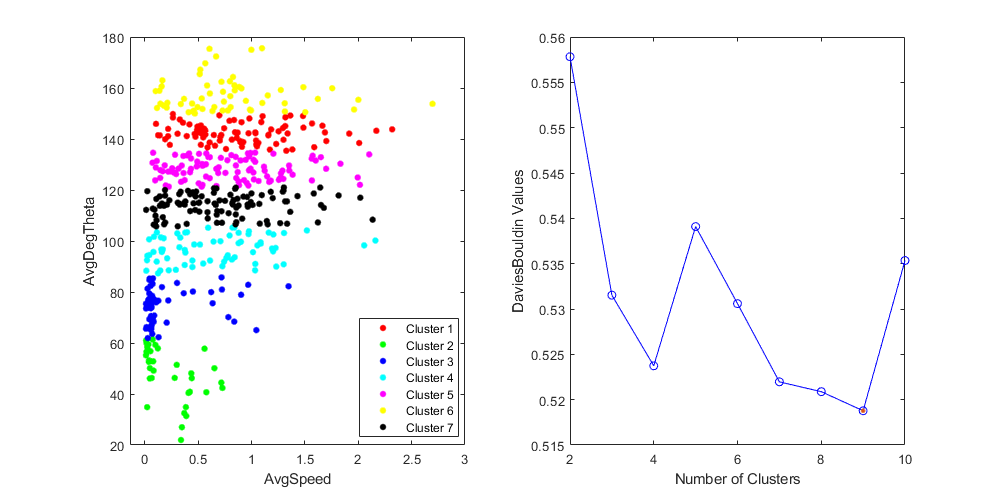 180
160
140
120
100
80
60
40
20
AvgDegTheta
0
0.5
1
1.5
2
2.5
3
AvgSpeed
Cluster 1
Cluster 2
Cluster 3
Cluster 4
Cluster 5
Cluster 6
Cluster 7
0.56
0.555
0.55
0.545
0.54
0.535
0.53
0.525
0.52
0.515
DaviesBouldin Values
2
4
6
8
10
Number of Clusters